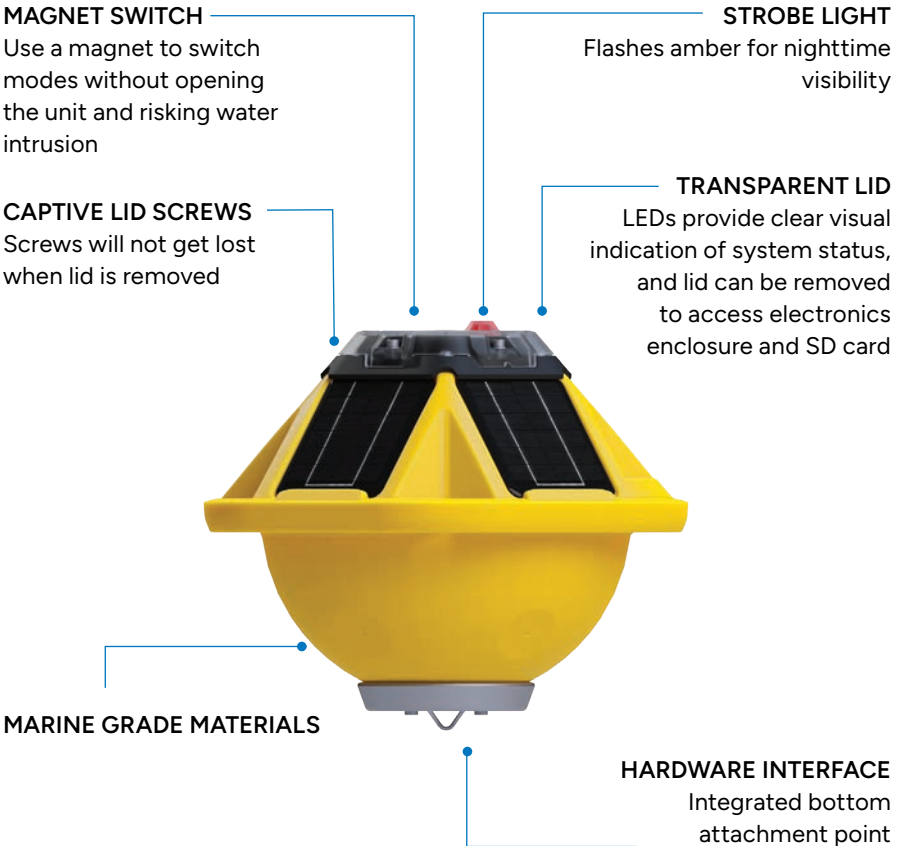 MAGNET SWITCH
Use a magnet to switch
modes without opening
the unit and risking water
intrusion
STROBE LIGHT
Flashes amber for nighttime
visibility
CAPTIVE LID SCREWS
Screws will not get lost
when lid is removed
TRANSPARENT LID
LEDs provide clear visual
indication of system status,
and lid can be removed
to access electronics
enclosure and SD card
MARINE GRADE MATERIALS
HARDWARE INTERFACE
Integrated bottom
attachment point